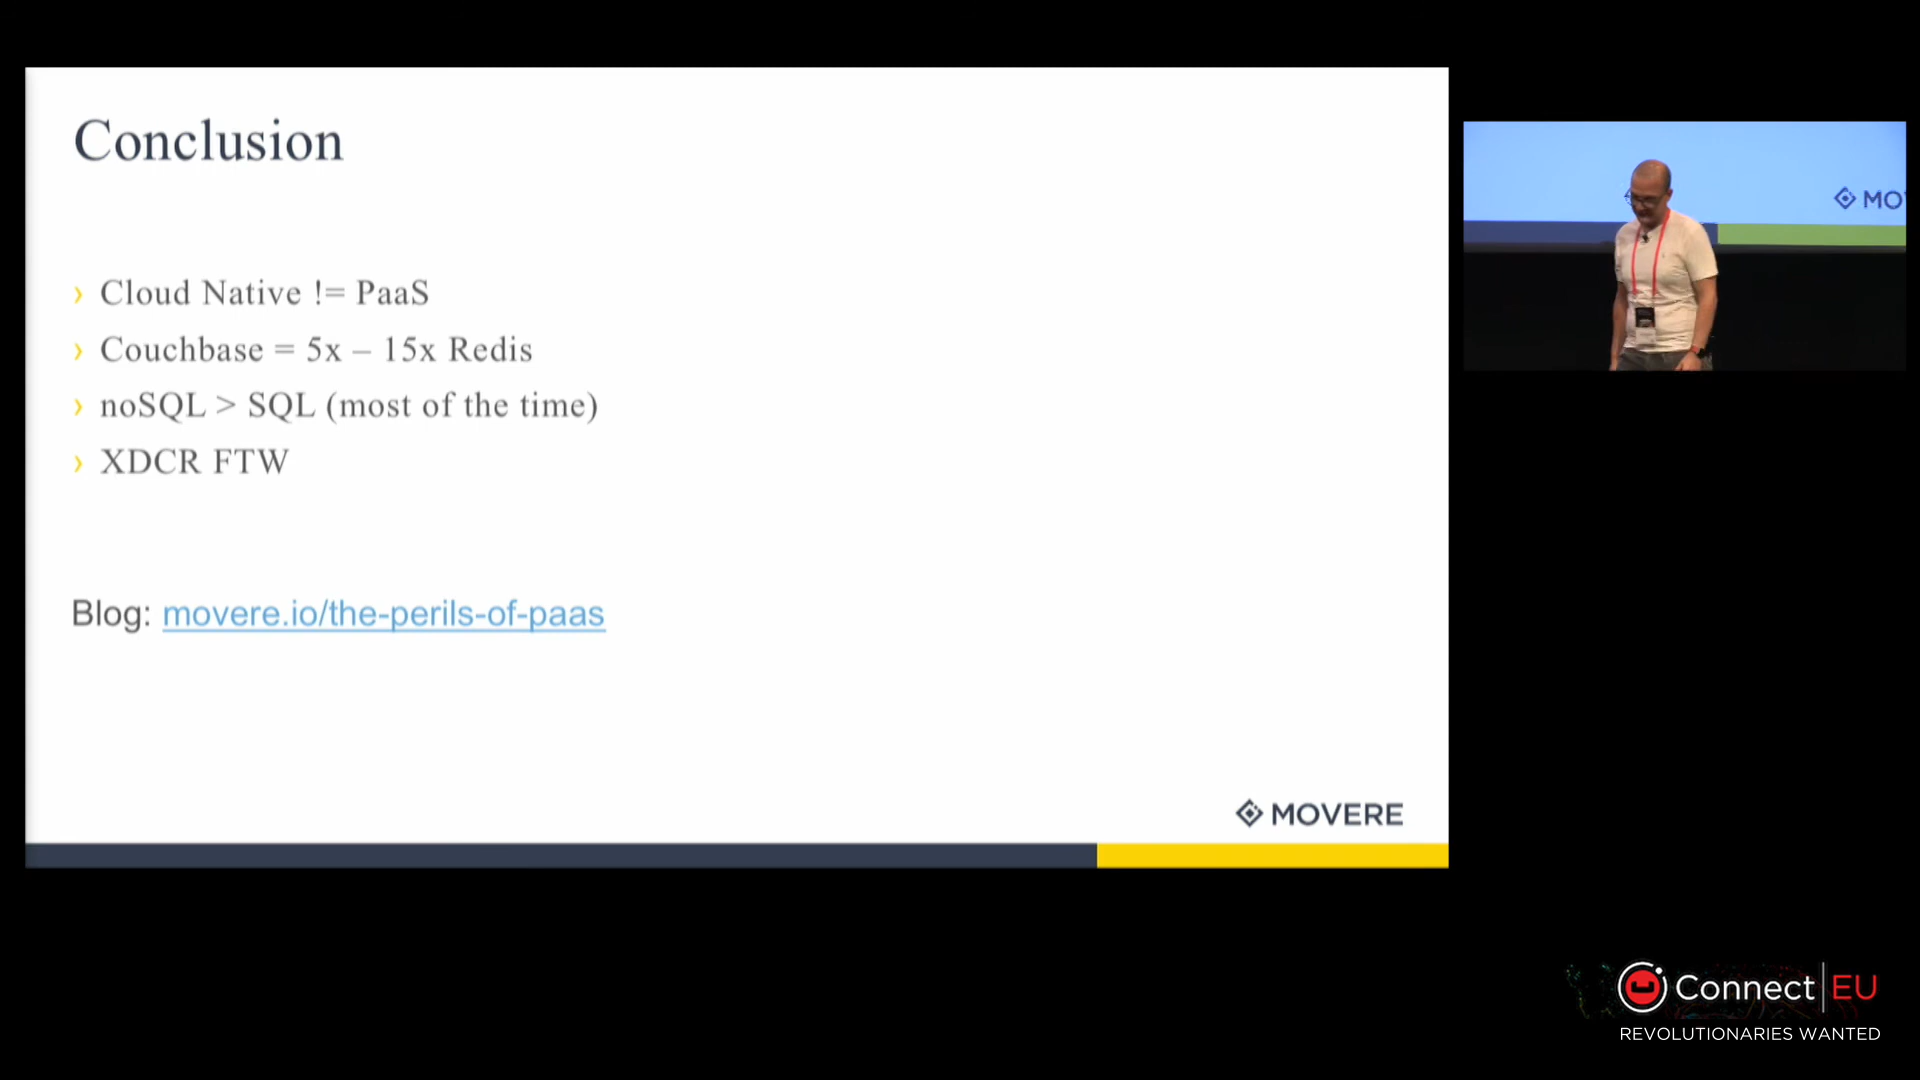 Conclusion
› Cloud Native != PaaS
› Couchbase = 5x – 15x Redis
› noSQL > SQL (most of the time)
› XDCR FTW
Blog: movere.io/the-perils-of-paas
MOVERE
MO
Connect EU
REVOLUTIONARIES WANTED